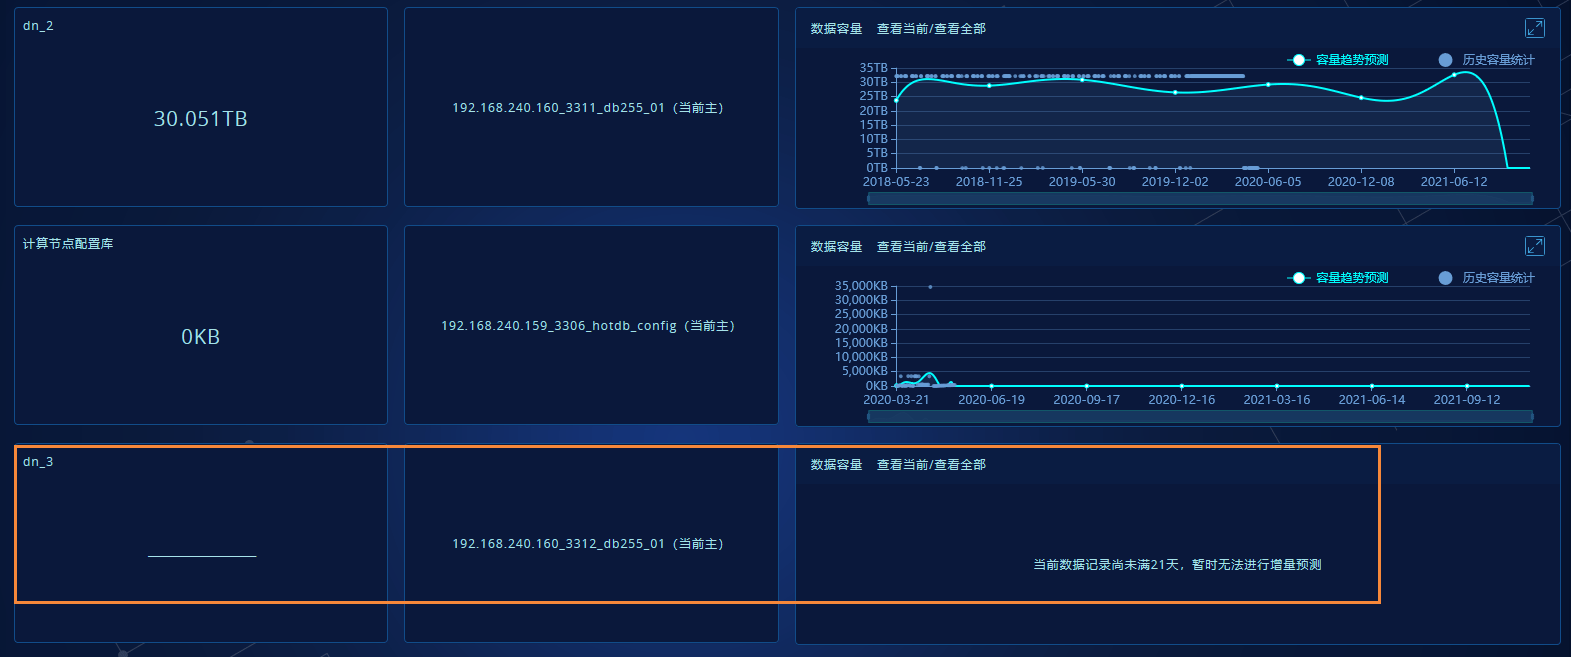 dn_2
30.051TB
192.168.240.160_3311_db255_01（当前主）
数据容量 查看当前/查看全部
容量趋势预测 历史容量统计
35TB
30TB
25TB
20TB
15TB
10TB
5TB
0TB
2018-05-23 2018-11-25 2019-05-30 2019-12-02 2020-06-05 2020-12-08 2021-06-12
计算节点配置库
0KB
192.168.240.159_3306_hotdb_config（当前主）
数据容量 查看当前/查看全部
容量趋势预测 历史容量统计
35,000KB
30,000KB
25,000KB
20,000KB
15,000KB
10,000KB
5,000KB
0KB
2020-03-21 2020-06-19 2020-09-17 2020-12-16 2021-03-16 2021-06-14 2021-09-12
dn_3
192.168.240.160_3312_db255_01（当前主）
数据容量 查看当前/查看全部
当前数据记录尚未满21天，暂时无法进行增量预测